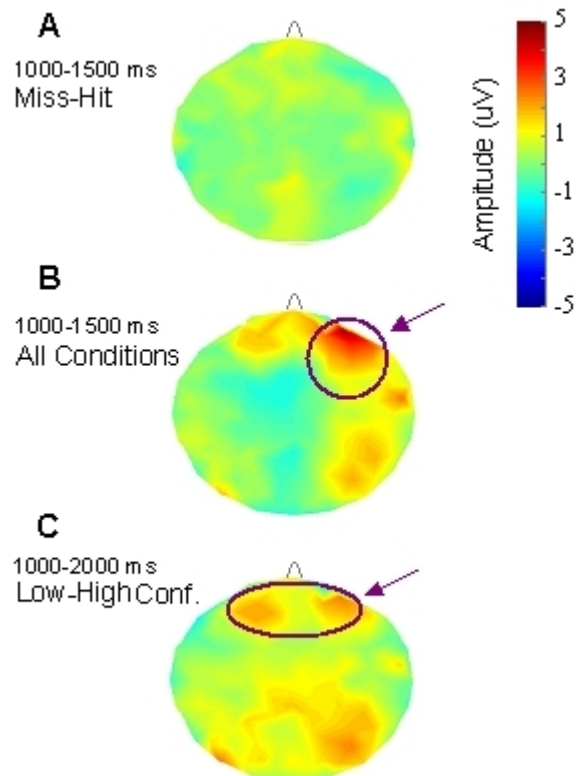 A
1000-1500 ms
Miss-Hit
B
1000-1500 ms
All Conditions
C
1000-2000 ms
Low-High Conf.
Ampitude (uV)
5
3
1
-1
-3
-5